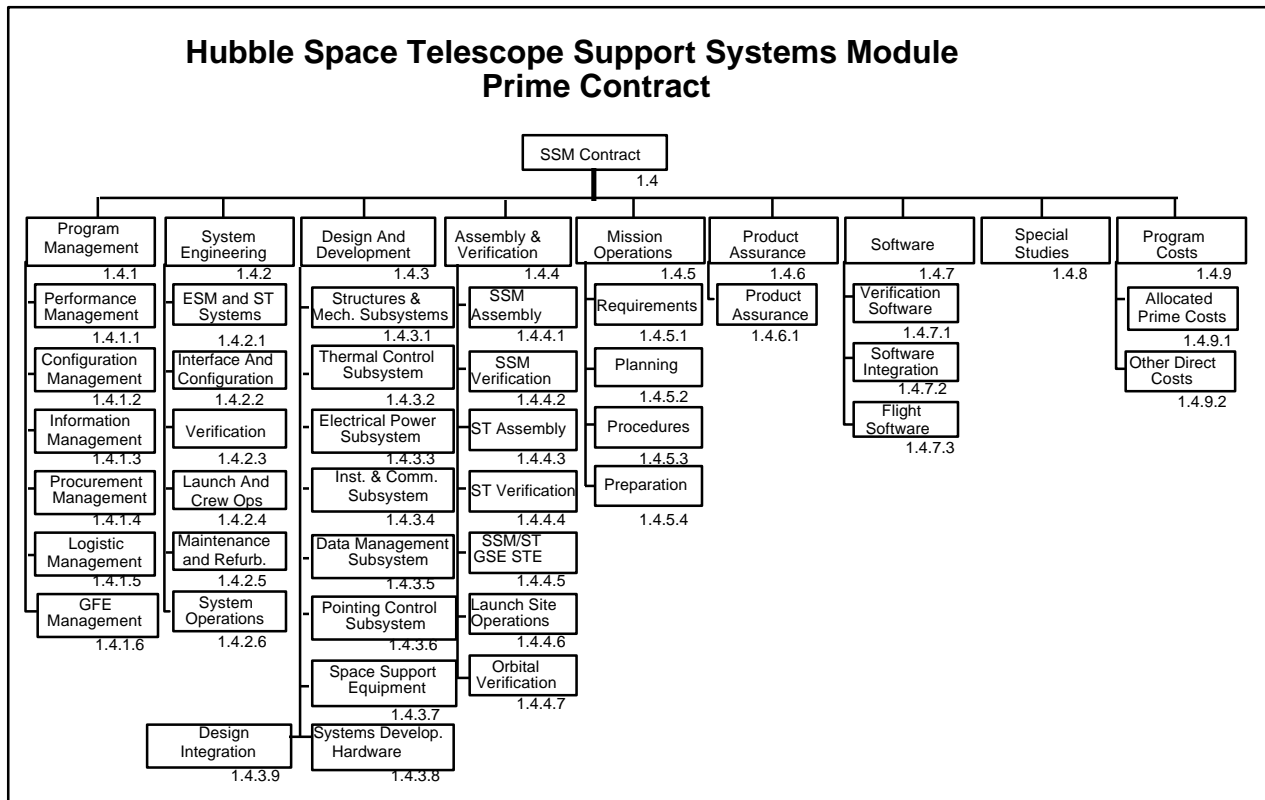 Hubble Space Telescope Support Systems Module
Prime Contract
SSM Contract
1.4
Program
Management
1.4.1
Performance
Management
1.4.1.1
Configuration
Management
1.4.1.2
Information
Management
1.4.1.3
Procurement
Management
1.4.1.4
Logistic
Management
1.4.1.5
GFE
Management
1.4.1.6
System
Engineering
1.4.2
ESM and ST
Systems
1.4.2.1
Interface And
Configuration
1.4.2.2
Verification
1.4.2.3
Launch And
Crew Ops
1.4.2.4
Maintenance
and Refurb.
1.4.2.5
System
Operations
1.4.2.6
Design And
Development
1.4.3
Structures &
Mech. Subsystems
1.4.3.1
Thermal Control
Subsystem
1.4.3.2
Electrical Power
Subsystem
1.4.3.3
Inst. & Comm.
Subsystem
1.4.3.4
Data Management
Subsystem
1.4.3.5
Pointing Control
Subsystem
1.4.3.6
Space Support
Equipment
1.4.3.7
Systems Develop.
Hardware
1.4.3.8
Design
Integration
1.4.3.9
Assembly &
Verification
1.4.4
SSM
Assembly
1.4.4.1
SSM
Verification
1.4.4.2
ST Assembly
1.4.4.3
ST Verification
1.4.4.4
SSM/ST
GSE STE
1.4.4.5
Launch Site
Operations
1.4.4.6
Orbital
Verification
1.4.4.7
Mission
Operations
1.4.5
Requirements
1.4.5.1
Planning
1.4.5.2
Procedures
1.4.5.3
Preparation
1.4.5.4
Product
Assurance
1.4.6
Product
Assurance
1.4.6.1
Software
1.4.7
Verification
Software
1.4.7.1
Software
Integration
1.4.7.2
Flight
Software
1.4.7.3
Special
Studies
1.4.8
Program
Costs
1.4.9
Allocated
Prime Costs
1.4.9.1
Other Direct
Costs
1.4.9.2